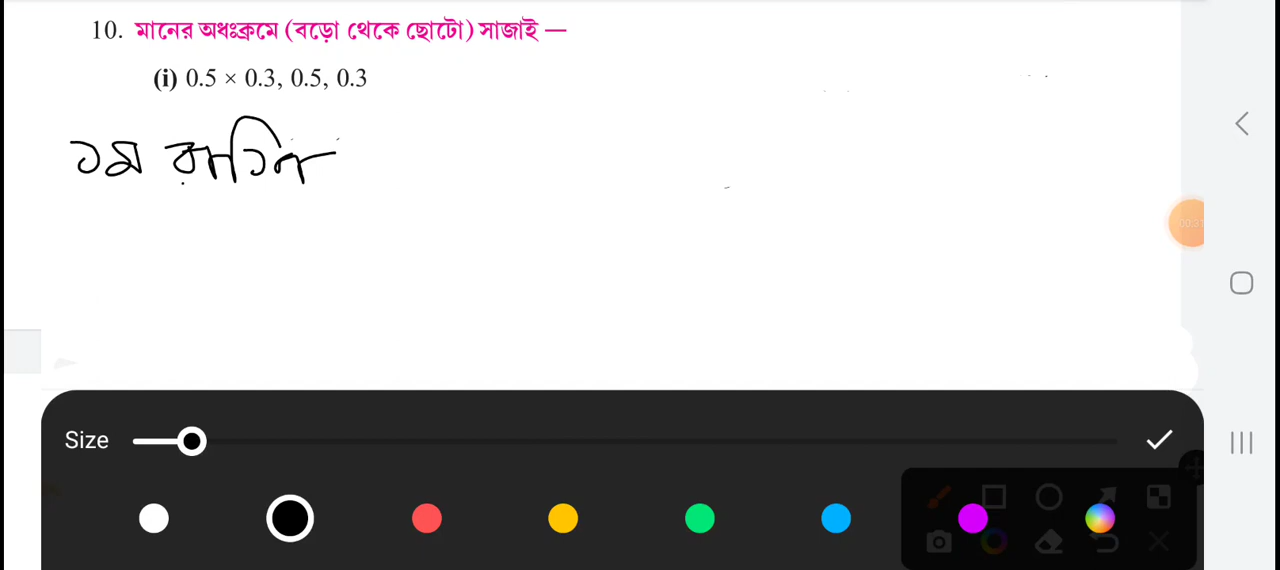 10. মানের অধঃক্রমে (বড়ো থেকে ছোটো) সাজাই —
(i) 0.5 × 0.3, 0.5, 0.3
১ম রাশি
Size